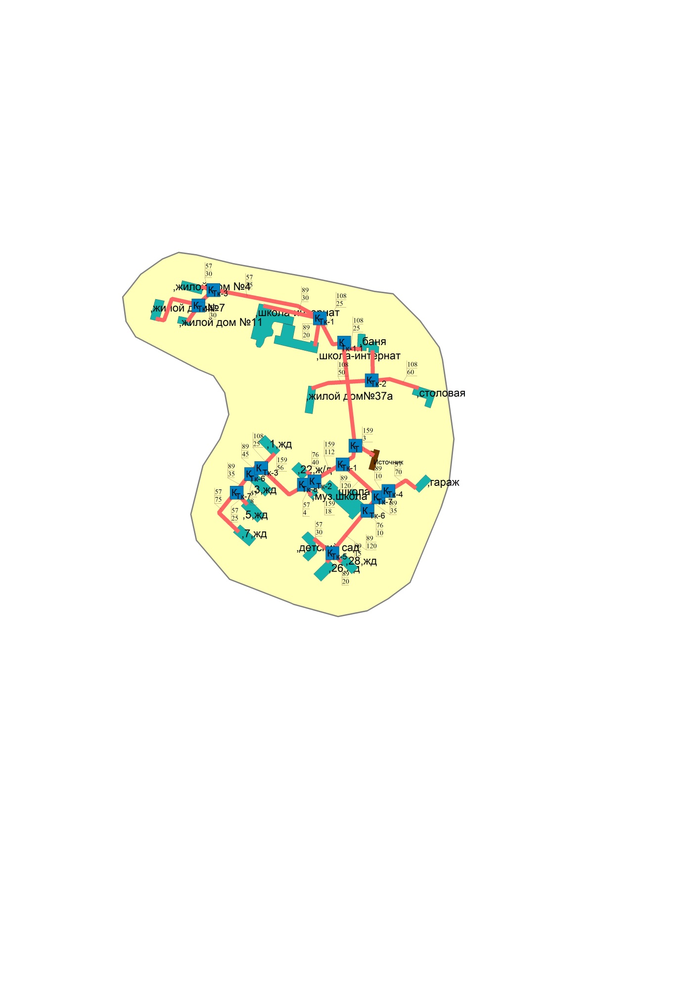 57
30
,жилой дом №4
К
Тк-3
57
89
30
108
25
К
30
,жилой дом №11
,школа-интернат
К
Тк-1
89
20
108
25
К
Тк-1.1
,баня
,школа-интернат
108
50
108
60
К
Тк-2
,жилой дом№37а
,столовая
159
3
К
Т
Источник
108
25
,1,жд
89
45
159
56
К
Тк-3
К
Тк-6
89
35
,3,жд
К
Тк-7
57
75
57
25
,5,жд
,7,жд
8
159
112
76
40
,22,ж/д
К
Тк-1
К
Тк-2
К
Тк-8
,муз.школа
школа
89
120
57
4
159
18
89
10
70
,гараж
К
Тк-4
К
Тк-7
89
35
К
Тк-6
76
10
57
30
89
120
15
,детский сад
К
Тк-5
,28,жд
,26,жд
89
20